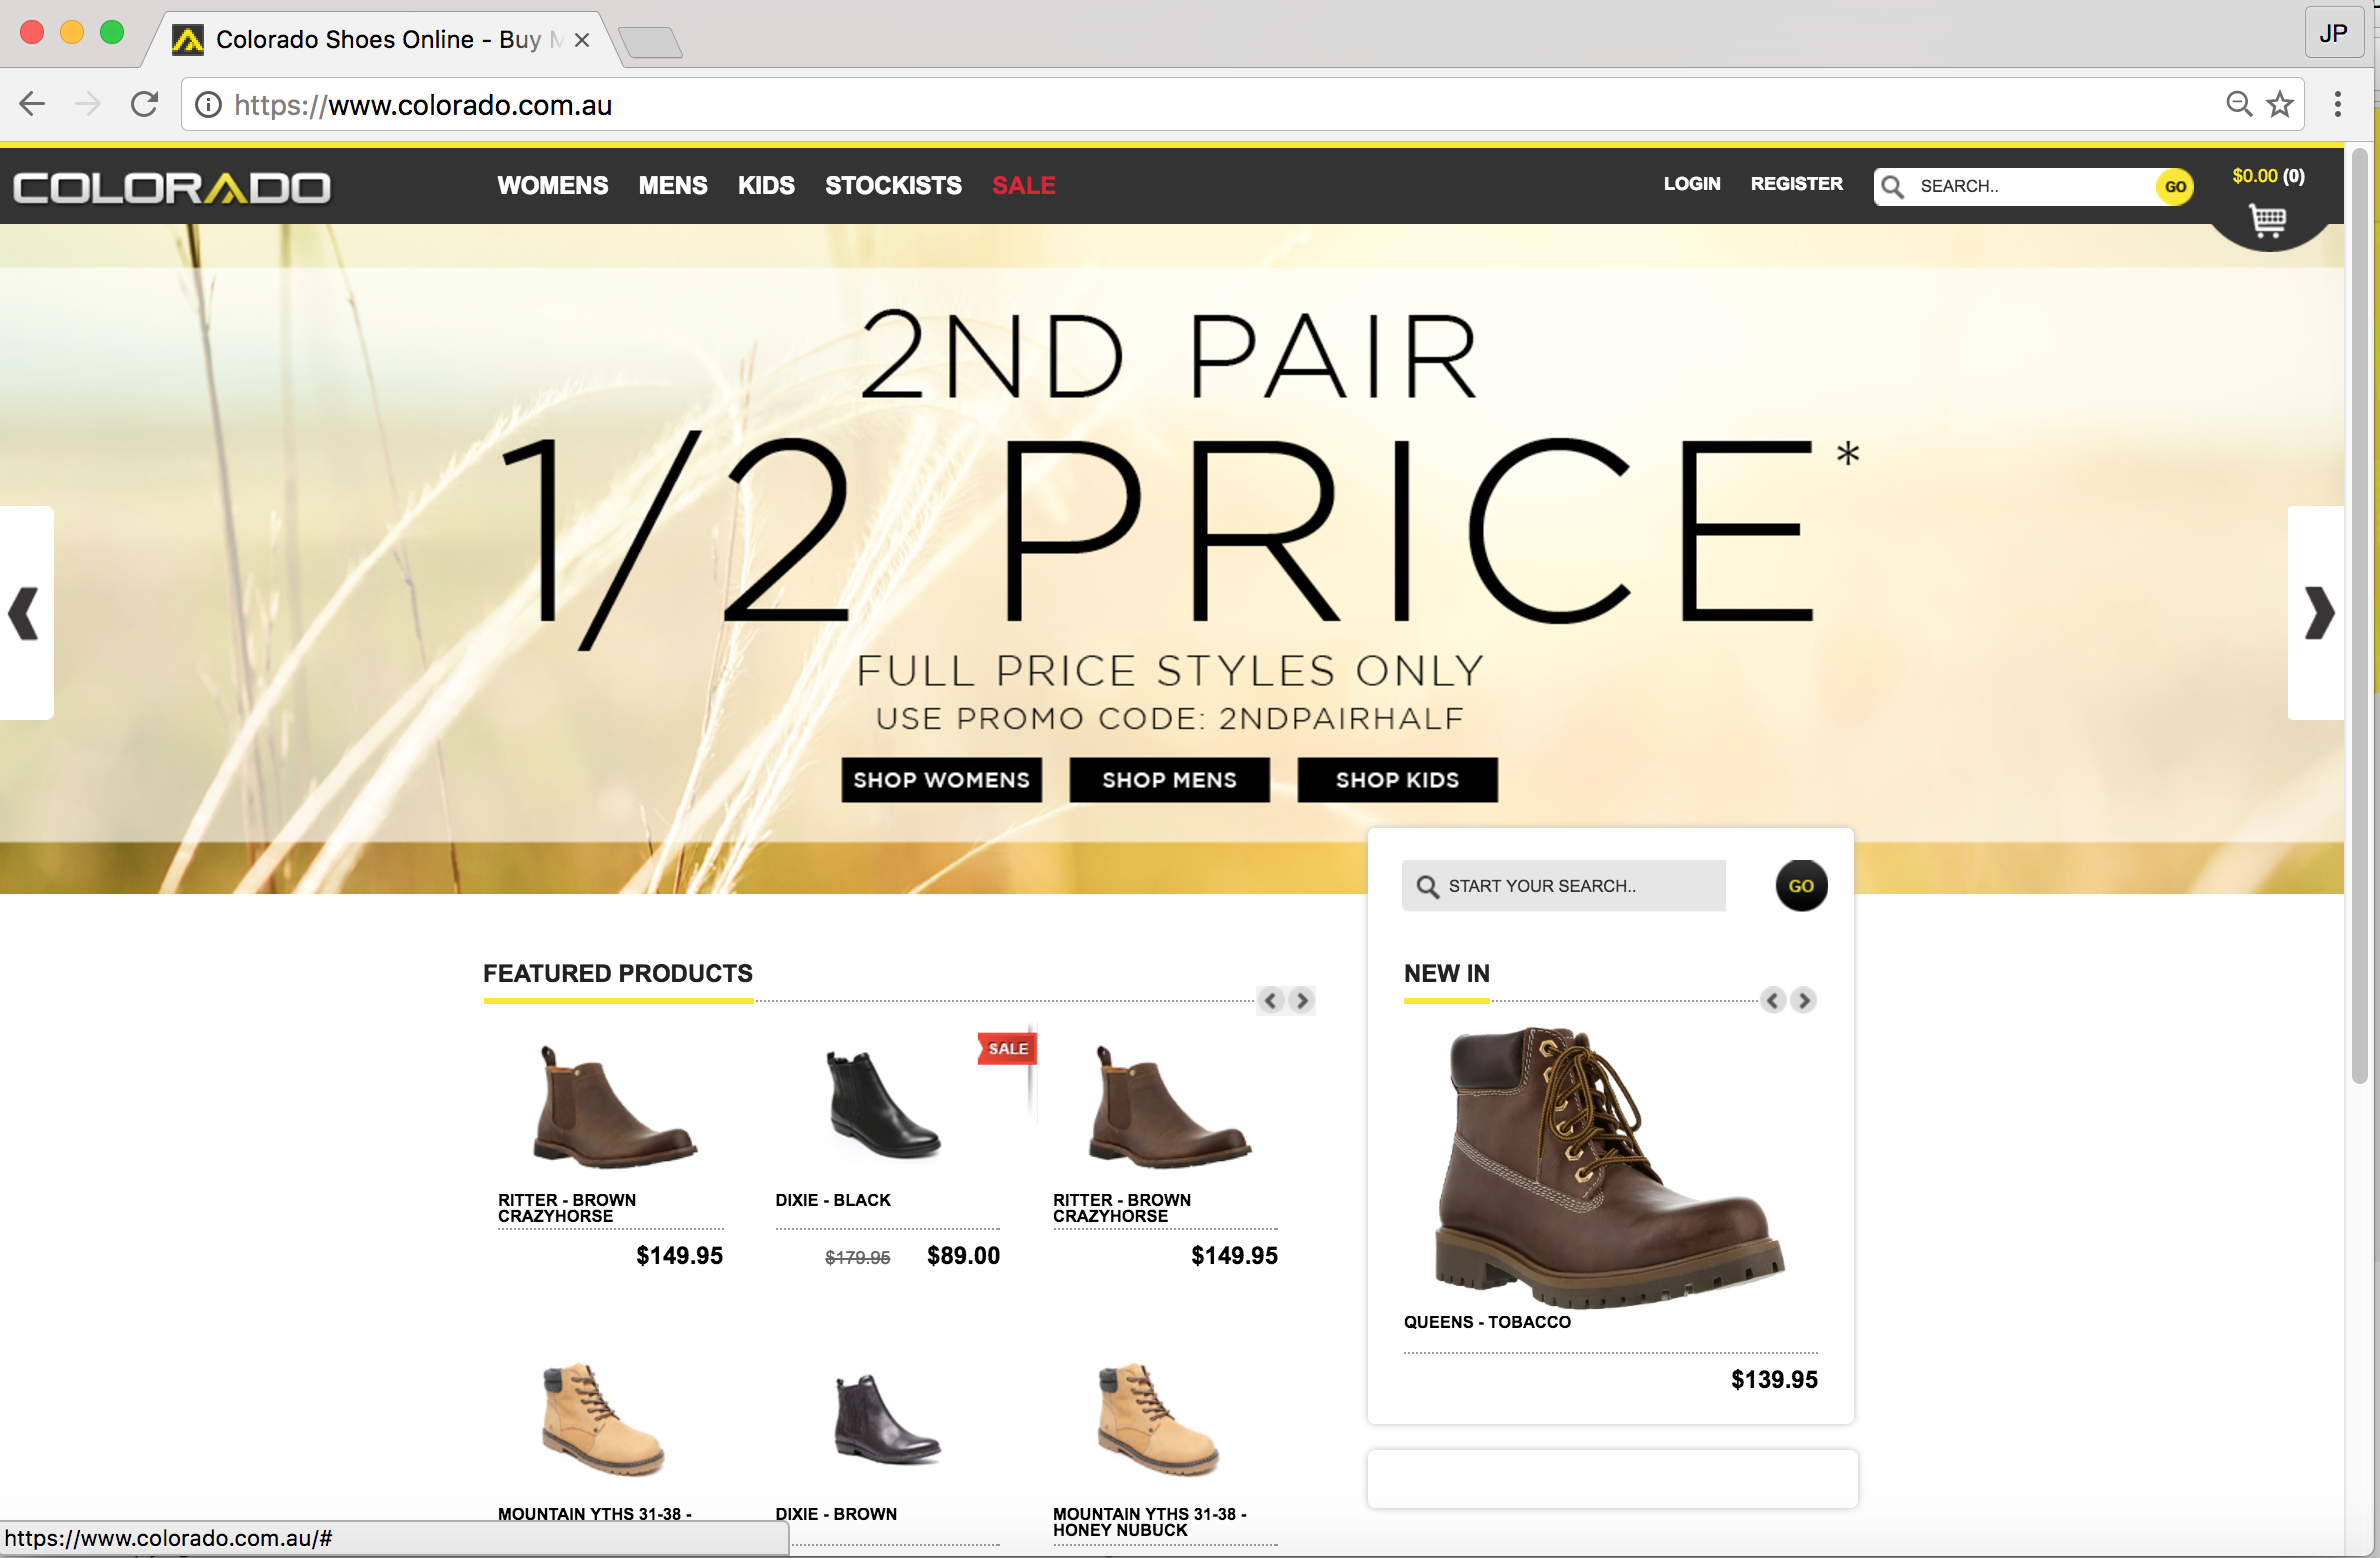 Colorado Shoes Online - Buy M
JP
https://www.colorado.com.au
COLORADO
WOMENS MENS KIDS STOCKISTS SALE
LOGIN REGISTER SEARCH.. GO
$0.00 (0)
2ND PAIR
1/2 PRICE*
FULL PRICE STYLES ONLY
USE PROMO CODE: 2NDPAIRHALF
SHOP WOMENS SHOP MENS SHOP KIDS
START YOUR SEARCH.. GO
FEATURED PRODUCTS
SALE
RITTER - BROWN
CRAZYHORSE
$149.95
DIXIE - BLACK
$179.95 $89.00
RITTER - BROWN
CRAZYHORSE
$149.95
MOUNTAIN YTHS 31-38 -
DIXIE - BROWN
MOUNTAIN YTHS 31-38 -
HONEY NUBUCK
NEW IN
QUEENS - TOBACCO
$139.95
https://www.colorado.com.au/#